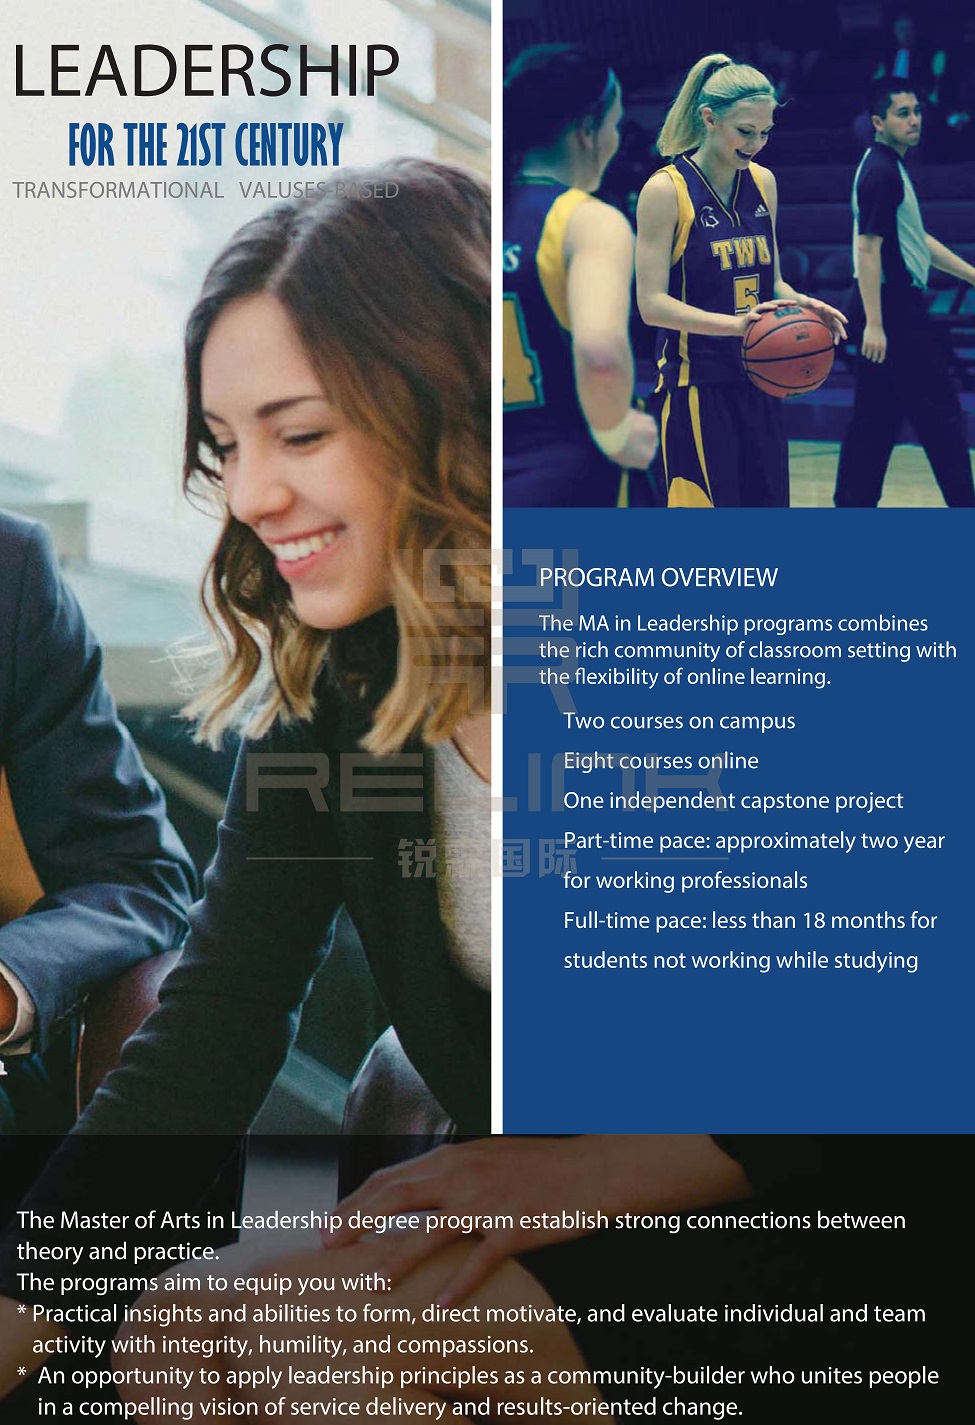 LEADERSHIP
FOR THE 21ST CENTURY
TRANSFORMATIONAL VALUSES-BASED
TWU
5
PROGRAM OVERVIEW
The MA in Leadership programs combines
the rich community of classroom setting with
the flexibility of online learning.
Two courses on campus
Eight courses online
One independent capstone project
Part-time pace: approximately two year
for working professionals
Full-time pace: less than 18 months for
students not working while studying
RELINK
锐霖国际
The Master of Arts in Leadership degree program establish strong connections between
theory and practice.
The programs aim to equip you with:
* Practical insights and abilities to form, direct motivate, and evaluate individual and team
activity with integrity, humility, and compassions.
* An opportunity to apply leadership principles as a community-builder who unites people
in a compelling vision of service delivery and results-oriented change.